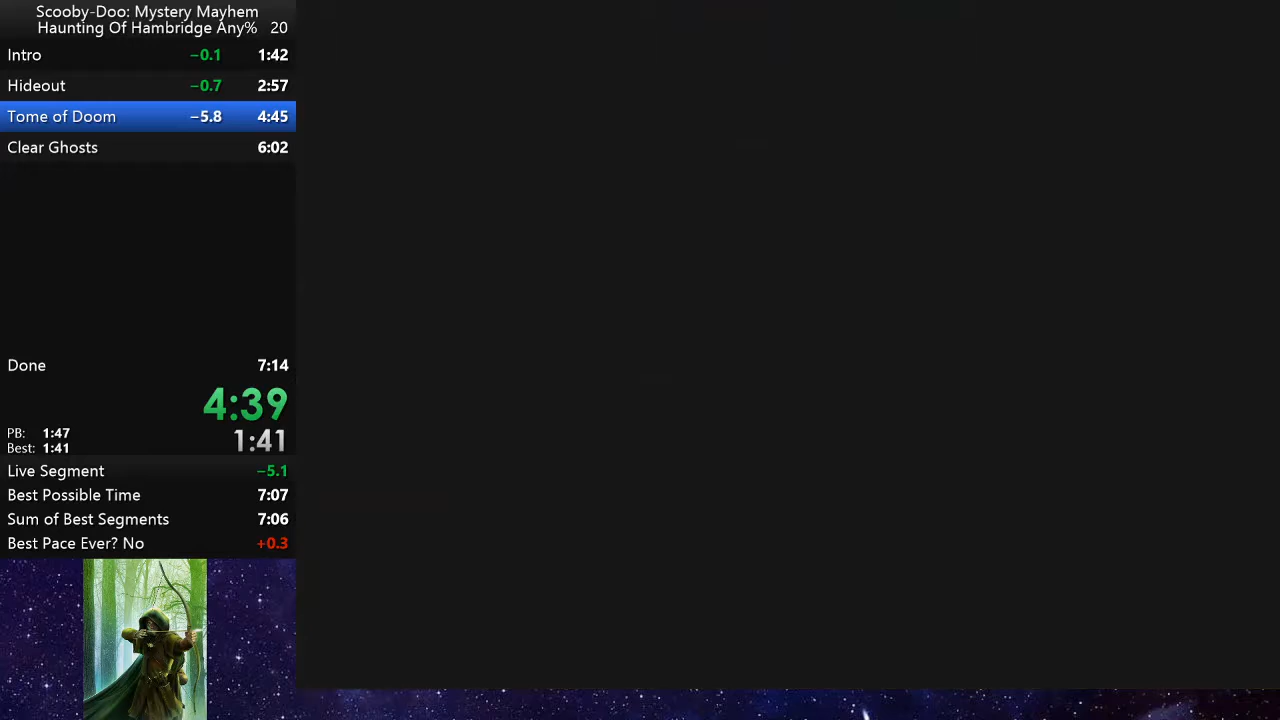 Scooby-Doo: Mystery Mayhem
Haunting Of Hambridge Any% 20
Intro −0.1 1:42
Hideout −0.7 2:57
Tome of Doom −5.8 4:45
Clear Ghosts 6:02
Done 7:14
4:39
PB: 1:47
Best: 1:41
1:41
Live Segment −5.1
Best Possible Time 7:07
Sum of Best Segments 7:06
Best Pace Ever? No +0.3